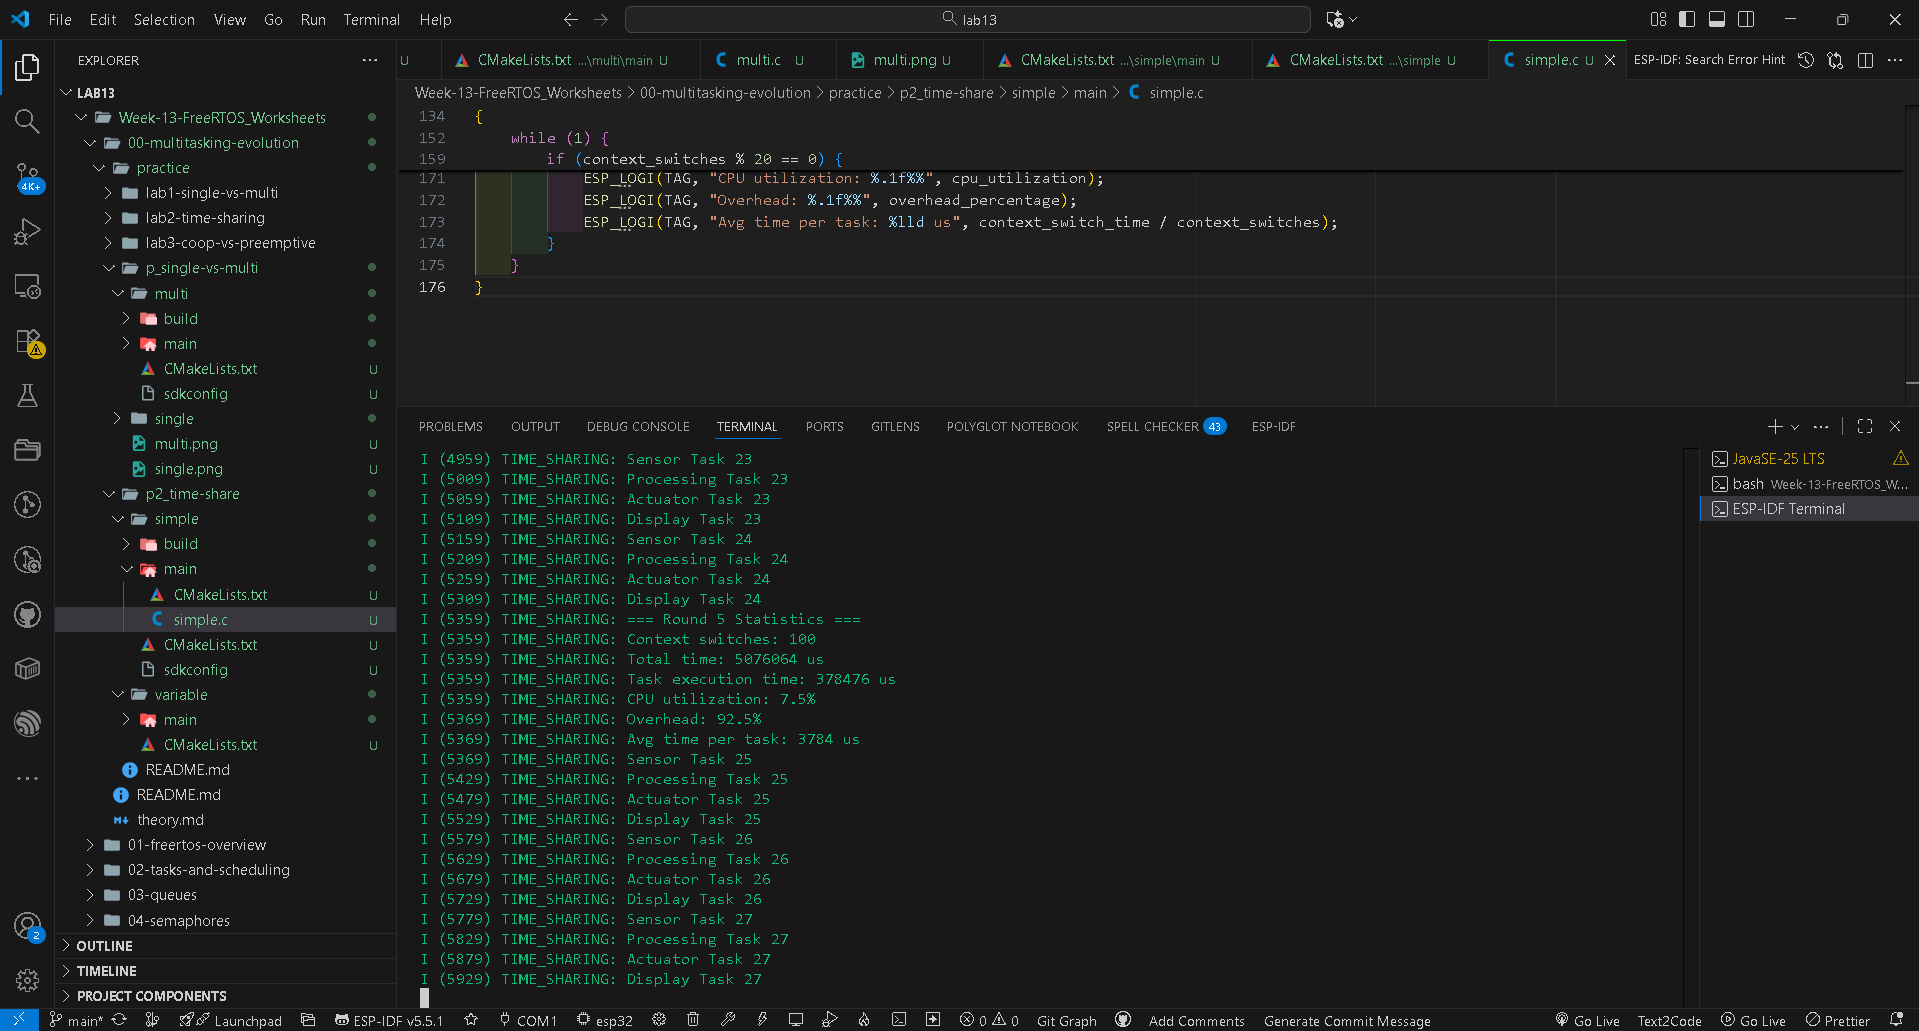 File Edit Selection View Go Run Terminal Help
lab13
EXPLORER
LAB13
Week-13-FreeRTOS_Worksheets
00-multitasking-evolution
practice
lab1-single-vs-multi
lab2-time-sharing
lab3-coop-vs-preemptive
p_single-vs-multi
multi
build
main
CMakeLists.txt U
sdkconfig U
single
multi.png U
single.png U
p2_time-share
simple
build
main
CMakeLists.txt U
simple.c U
CMakeLists.txt U
sdkconfig U
variable
main
CMakeLists.txt U
README.md
README.md
theory.md
01-freertos-overview
02-tasks-and-scheduling
03-queues
04-semaphores
OUTLINE
TIMELINE
PROJECT COMPONENTS
4K+
2
U CMakeLists.txt ...\multi\main U multi.c U multi.png U CMakeLists.txt ...\simple\main U CMakeLists.txt ...\simple U simple.c U ESP-IDF: Search Error Hint
Week-13-FreeRTOS_Worksheets > 00-multitasking-evolution > practice > p2_time-share > simple > main > simple.c
134 {
152 while (1) {
159 if (context_switches % 20 == 0) {
171 ESP_LOGI(TAG, "CPU utilization: %.1f%%", cpu_utilization);
172 ESP_LOGI(TAG, "Overhead: %.1f%%", overhead_percentage);
173 ESP_LOGI(TAG, "Avg time per task: %lld us", context_switch_time / context_switches);
174 }
175 }
176 }
PROBLEMS OUTPUT DEBUG CONSOLE TERMINAL PORTS GITLENS POLYGLOT NOTEBOOK SPELL CHECKER 43 ESP-IDF
I (4959) TIME_SHARING: Sensor Task 23
I (5009) TIME_SHARING: Processing Task 23
I (5059) TIME_SHARING: Actuator Task 23
I (5109) TIME_SHARING: Display Task 23
I (5159) TIME_SHARING: Sensor Task 24
I (5209) TIME_SHARING: Processing Task 24
I (5259) TIME_SHARING: Actuator Task 24
I (5309) TIME_SHARING: Display Task 24
I (5359) TIME_SHARING: === Round 5 Statistics ===
I (5359) TIME_SHARING: Context switches: 100
I (5359) TIME_SHARING: Total time: 5076064 us
I (5359) TIME_SHARING: Task execution time: 378476 us
I (5359) TIME_SHARING: CPU utilization: 7.5%
I (5369) TIME_SHARING: Overhead: 92.5%
I (5369) TIME_SHARING: Avg time per task: 3784 us
I (5369) TIME_SHARING: Sensor Task 25
I (5429) TIME_SHARING: Processing Task 25
I (5479) TIME_SHARING: Actuator Task 25
I (5529) TIME_SHARING: Display Task 25
I (5579) TIME_SHARING: Sensor Task 26
I (5629) TIME_SHARING: Processing Task 26
I (5679) TIME_SHARING: Actuator Task 26
I (5729) TIME_SHARING: Display Task 26
I (5779) TIME_SHARING: Sensor Task 27
I (5829) TIME_SHARING: Processing Task 27
I (5879) TIME_SHARING: Actuator Task 27
I (5929) TIME_SHARING: Display Task 27
JavaSE-25 LTS
bash Week-13-FreeRTOS_W...
ESP-IDF Terminal
main* Launchpad ESP-IDF v5.5.1 COM1 esp32 0 0 Git Graph Add Comments Generate Commit Message Go Live Text2Code Go Live Prettier